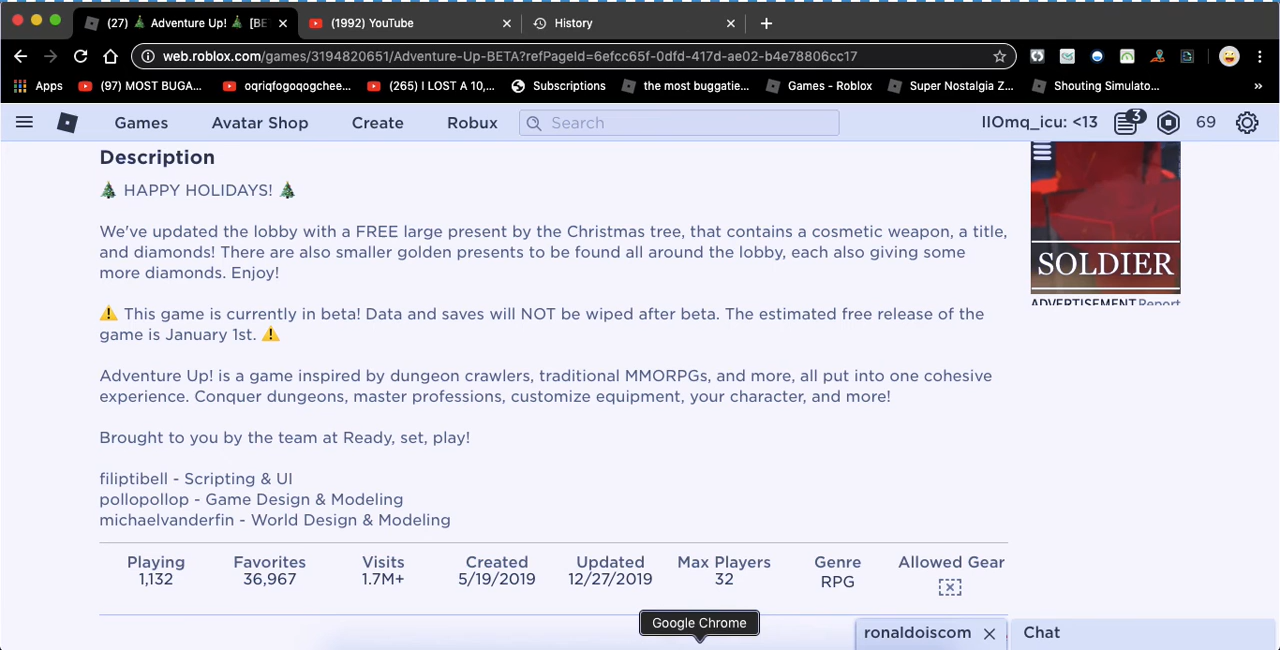 (27) 🎄 Adventure Up! 🎄 [BE
(1992) YouTube
History
web.roblox.com/games/3194820651/Adventure-Up-BETA?refPageId=6efcc65f-0dfd-417d-ae02-b4e78806cc17
Apps
(97) MOST BUGA...
oqriqfogoqogchee...
(265) I LOST A 10,...
Subscriptions
the most buggatie...
Games - Roblox
Super Nostalgia Z...
Shouting Simulato...
»
Games
Avatar Shop
Create
Robux
Search
IIOmq_icu: <13
3
69
Description
🎄 HAPPY HOLIDAYS! 🎄
We've updated the lobby with a FREE large present by the Christmas tree, that contains a cosmetic weapon, a title,
and diamonds! There are also smaller golden presents to be found all around the lobby, each also giving some
more diamonds. Enjoy!
⚠️ This game is currently in beta! Data and saves will NOT be wiped after beta. The estimated free release of the
game is January 1st. ⚠️
Adventure Up! is a game inspired by dungeon crawlers, traditional MMORPGs, and more, all put into one cohesive
experience. Conquer dungeons, master professions, customize equipment, your character, and more!
Brought to you by the team at Ready, set, play!
filiptibell - Scripting & UI
pollopollop - Game Design & Modeling
michaelvanderfin - World Design & Modeling
SOLDIER
ADVERTISEMENT Report
Playing
1,132
Favorites
36,967
Visits
1.7M+
Created
5/19/2019
Updated
12/27/2019
Max Players
32
Genre
RPG
Allowed Gear
Google Chrome
ronaldoiscom
Chat